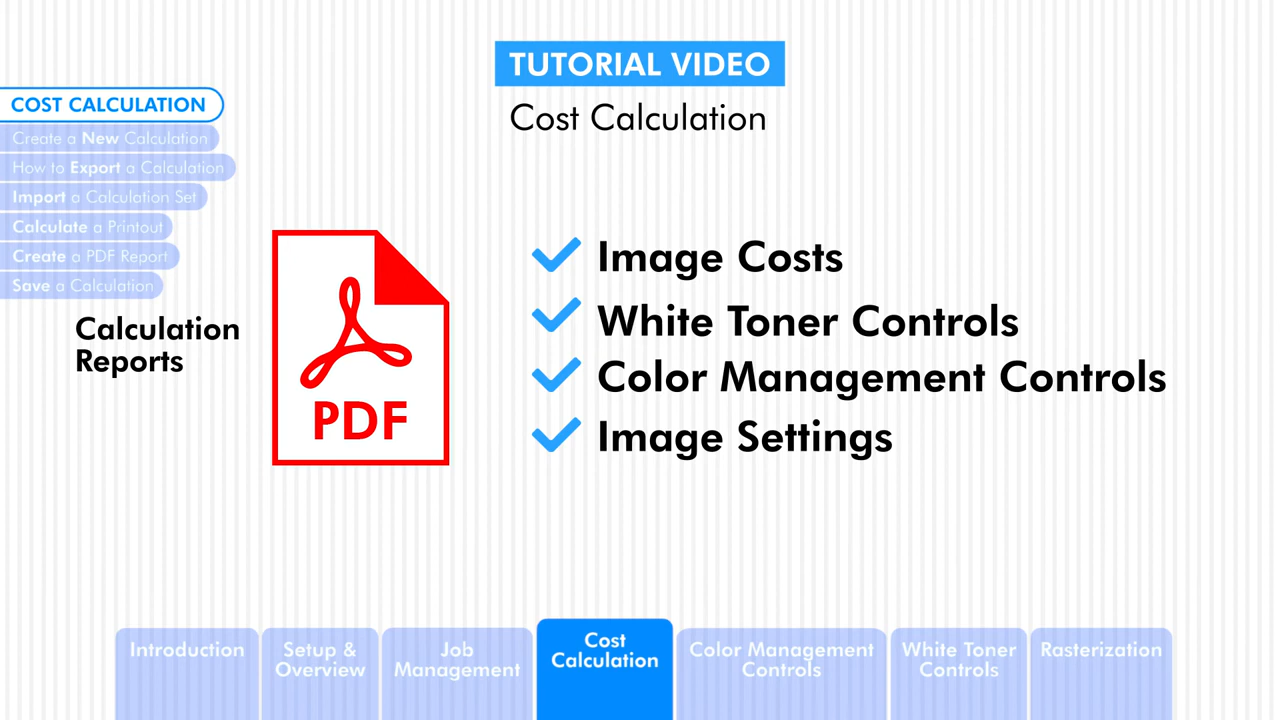 TUTORIAL VIDEO
Cost Calculation
COST CALCULATION
Create a New Calculation
How to Export a Calculation
Import a Calculation Set
Calculate a Printout
Create a PDF Report
Save a Calculation
Calculation
Reports
PDF
Image Costs
White Toner Controls
Color Management Controls
Image Settings
Introduction
Setup &
Overview
Job
Management
Cost
Calculation
Color Management
Controls
White Toner
Controls
Rasterization